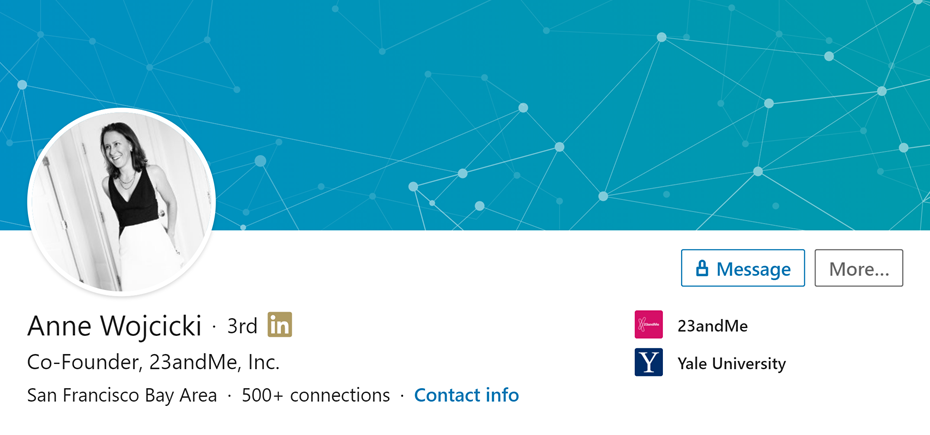 Message
More...
Anne Wojcicki · 3rd in
23andMe
Co-Founder, 23andMe, Inc.
Y Yale University
San Francisco Bay Area · 500+ connections · Contact info